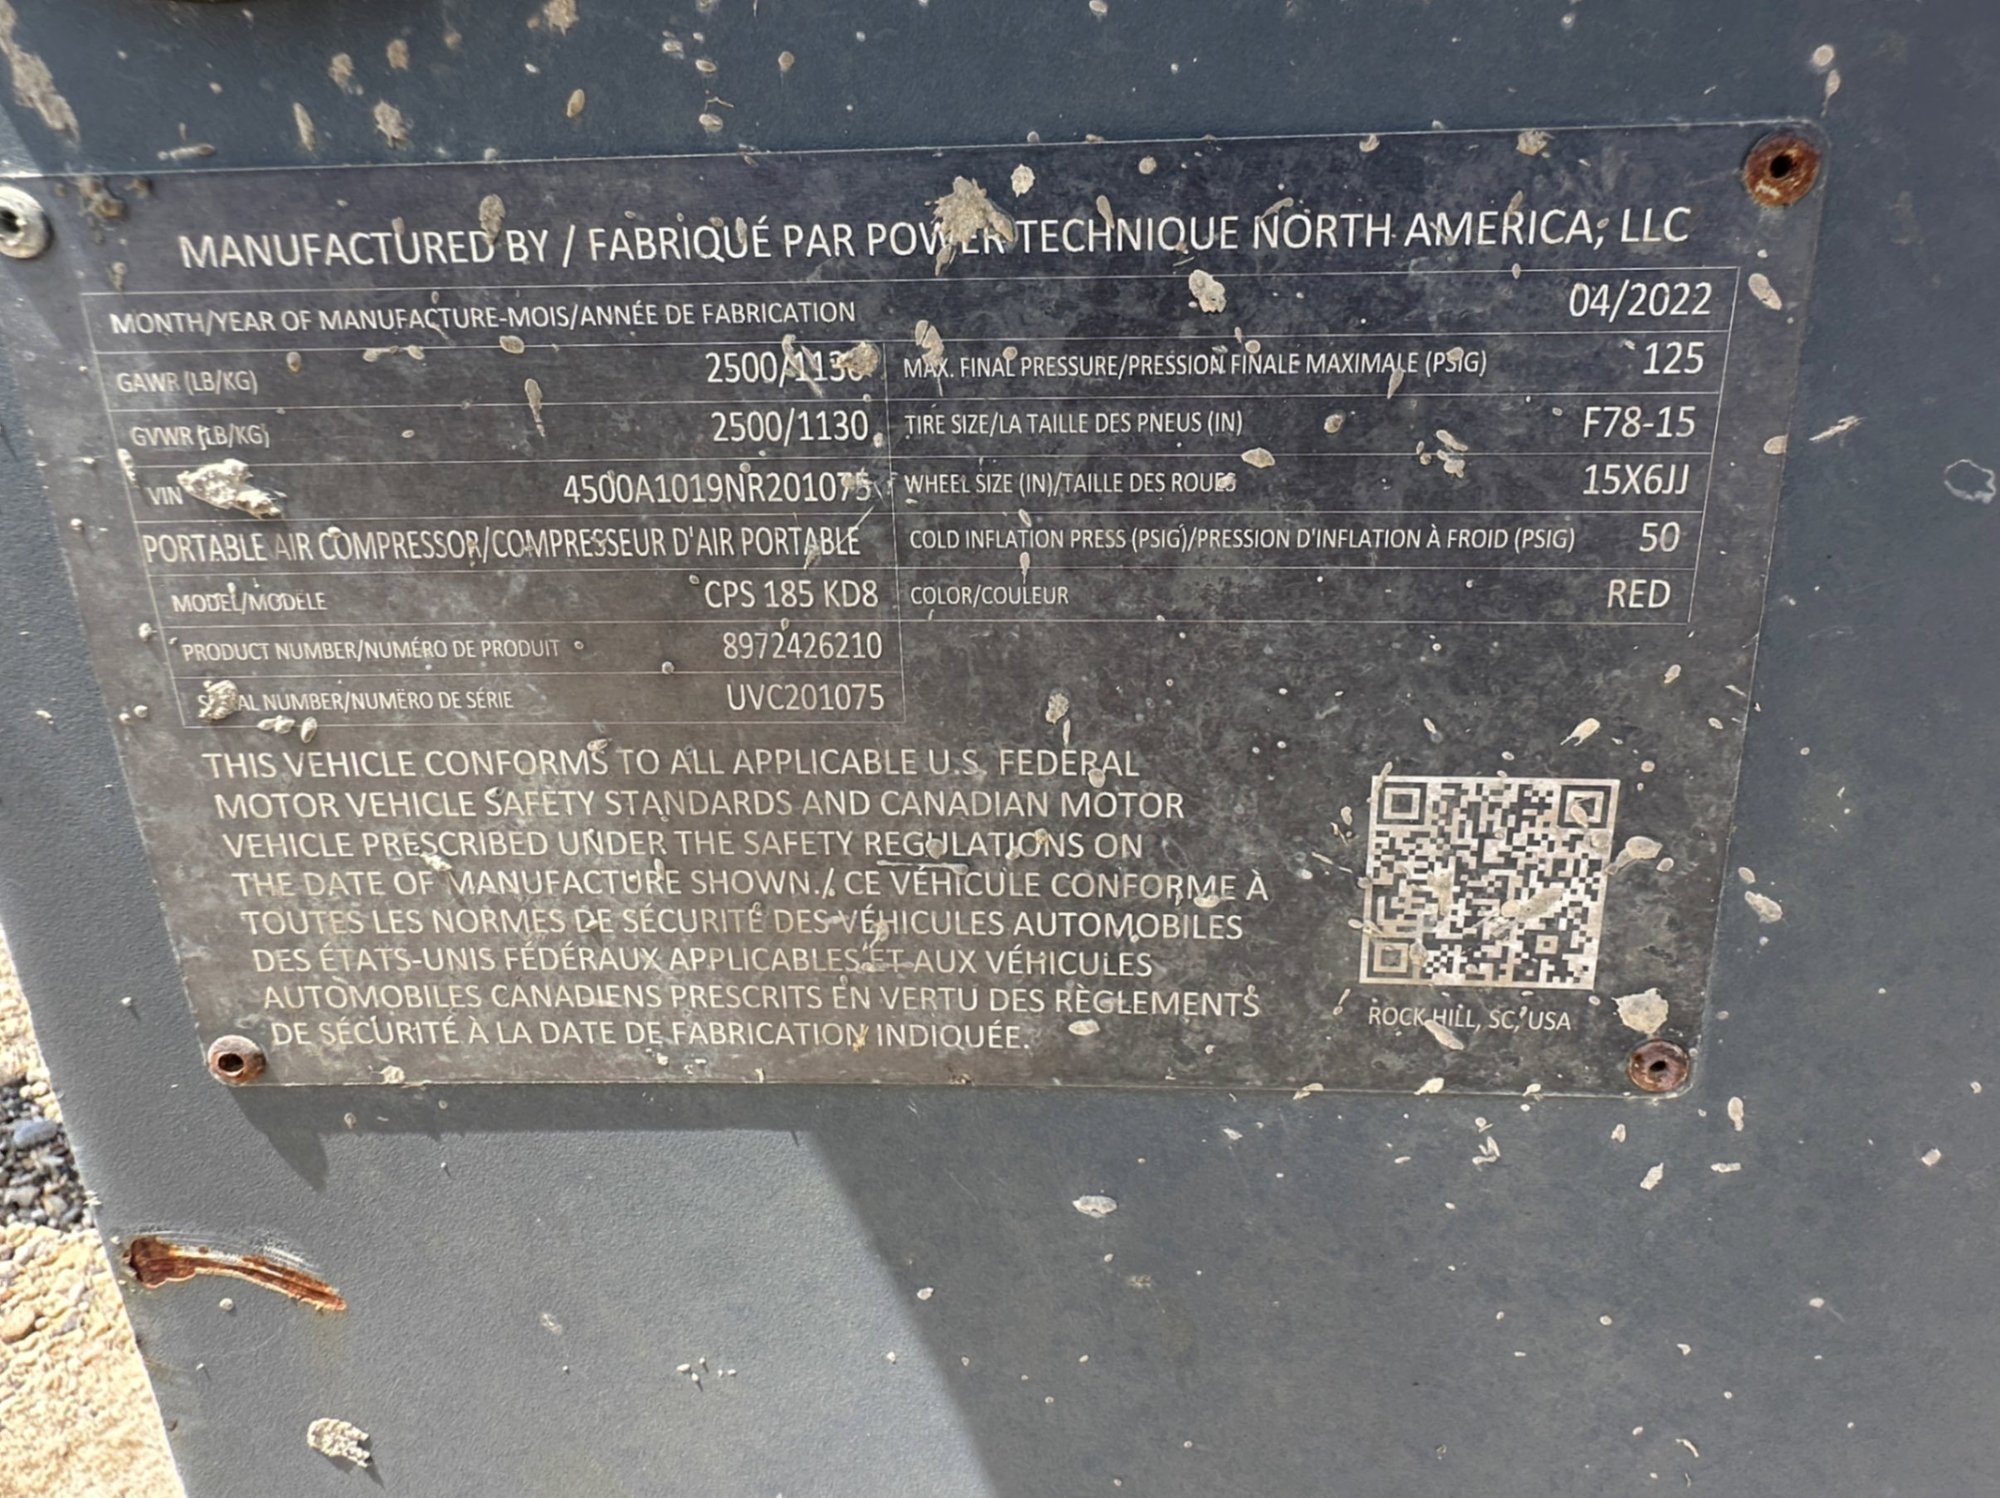 MANUFACTURED BY / FABRIQUÉ PAR POWER TECHNIQUE NORTH AMERICA, LLC
MONTH/YEAR OF MANUFACTURE-MOIS/ANNÉE DE FABRICATION 04/2022
GAWR (LB/KG) 2500/1130 MAX. FINAL PRESSURE/PRESSION FINALE MAXIMALE (PSIG) 125
GVWR (LB/KG) 2500/1130 TIRE SIZE/LA TAILLE DES PNEUS (IN) F78-15
VIN 4500A1019NR201075 WHEEL SIZE (IN)/TAILLE DES ROUES 15X6JJ
PORTABLE AIR COMPRESSOR/COMPRESSEUR D'AIR PORTABLE COLD INFLATION PRESS (PSIG)/PRESSION D'INFLATION À FROID (PSIG) 50
MODEL/MODÈLE CPS 185 KD8 COLOR/COULEUR RED
PRODUCT NUMBER/NUMÉRO DE PRODUIT 8972426210
SERIAL NUMBER/NUMÉRO DE SÉRIE UVC201075
THIS VEHICLE CONFORMS TO ALL APPLICABLE U.S. FEDERAL
MOTOR VEHICLE SAFETY STANDARDS AND CANADIAN MOTOR
VEHICLE PRESCRIBED UNDER THE SAFETY REGULATIONS ON
THE DATE OF MANUFACTURE SHOWN./ CE VÉHICULE CONFORME À
TOUTES LES NORMES DE SÉCURITÉ DES VÉHICULES AUTOMOBILES
DES ÉTATS-UNIS FÉDÉRAUX APPLICABLES ET AUX VÉHICULES
AUTOMOBILES CANADIENS PRESCRITS EN VERTU DES RÈGLEMENTS
DE SÉCURITÉ À LA DATE DE FABRICATION INDIQUÉE.
ROCK HILL, SC, USA